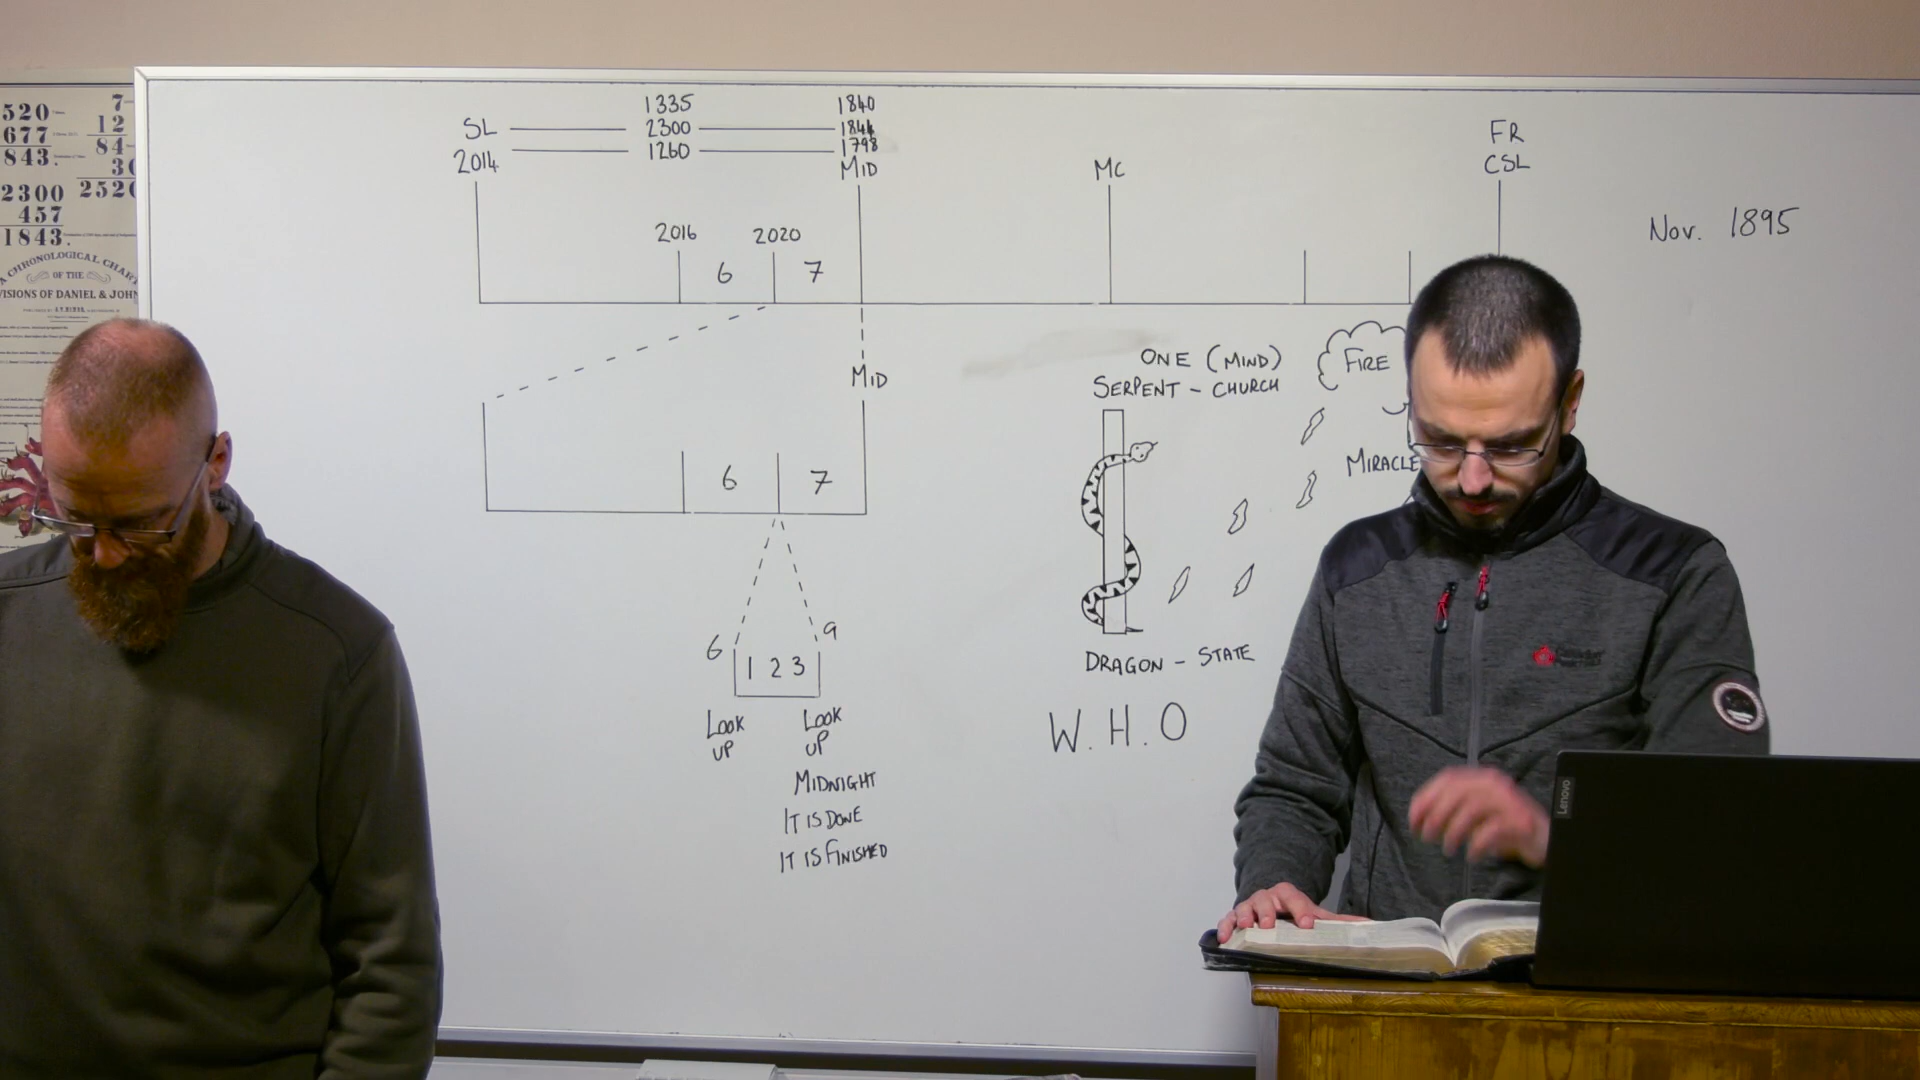 520
677
843.
2300
457
1843.
7
12
84
30
2520
A CHRONOLOGICAL CHAR
OF THE
VISIONS OF DANIEL & JOHN
SL
2014
1335
2300
1260
1840
1844
1798
MID
MC
FR
CSL
Nov. 1895
2016
2020
6
7
MID
6
7
6
9
1 2 3
LOOK
UP
LOOK
UP
MIDNIGHT
IT IS DONE
IT IS FINISHED
ONE (MIND)
SERPENT - CHURCH
FIRE
MIRACLE
DRAGON - STATE
W. H. O
Lenovo